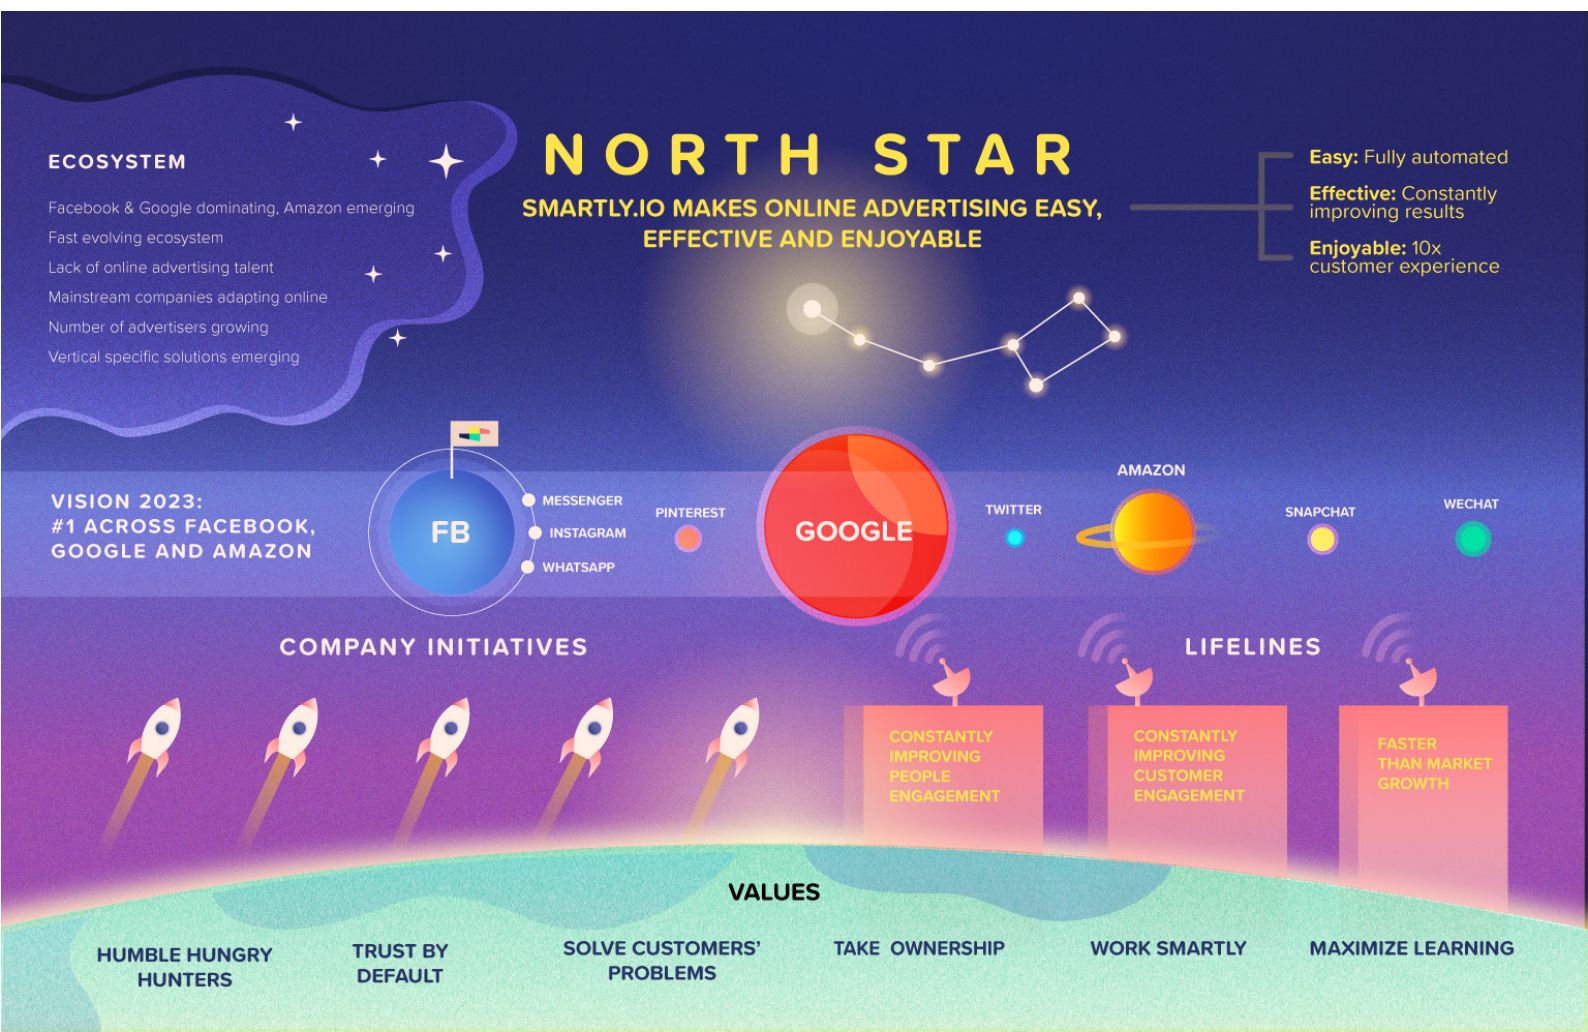 NORTH STAR
SMARTLY.IO MAKES ONLINE ADVERTISING EASY,
EFFECTIVE AND ENJOYABLE
Easy: Fully automated
Effective: Constantly
improving results
Enjoyable: 10x
customer experience
ECOSYSTEM
Facebook & Google dominating, Amazon emerging
Fast evolving ecosystem
Lack of online advertising talent
Mainstream companies adapting online
Number of advertisers growing
Vertical specific solutions emerging
VISION 2023:
#1 ACROSS FACEBOOK,
GOOGLE AND AMAZON
FB
MESSENGER
INSTAGRAM
WHATSAPP
PINTEREST
GOOGLE
TWITTER
AMAZON
SNAPCHAT
WECHAT
COMPANY INITIATIVES
LIFELINES
CONSTANTLY
IMPROVING
PEOPLE
ENGAGEMENT
CONSTANTLY
IMPROVING
CUSTOMER
ENGAGEMENT
FASTER
THAN MARKET
GROWTH
VALUES
HUMBLE HUNGRY
HUNTERS
TRUST BY
DEFAULT
SOLVE CUSTOMERS’
PROBLEMS
TAKE OWNERSHIP
WORK SMARTLY
MAXIMIZE LEARNING